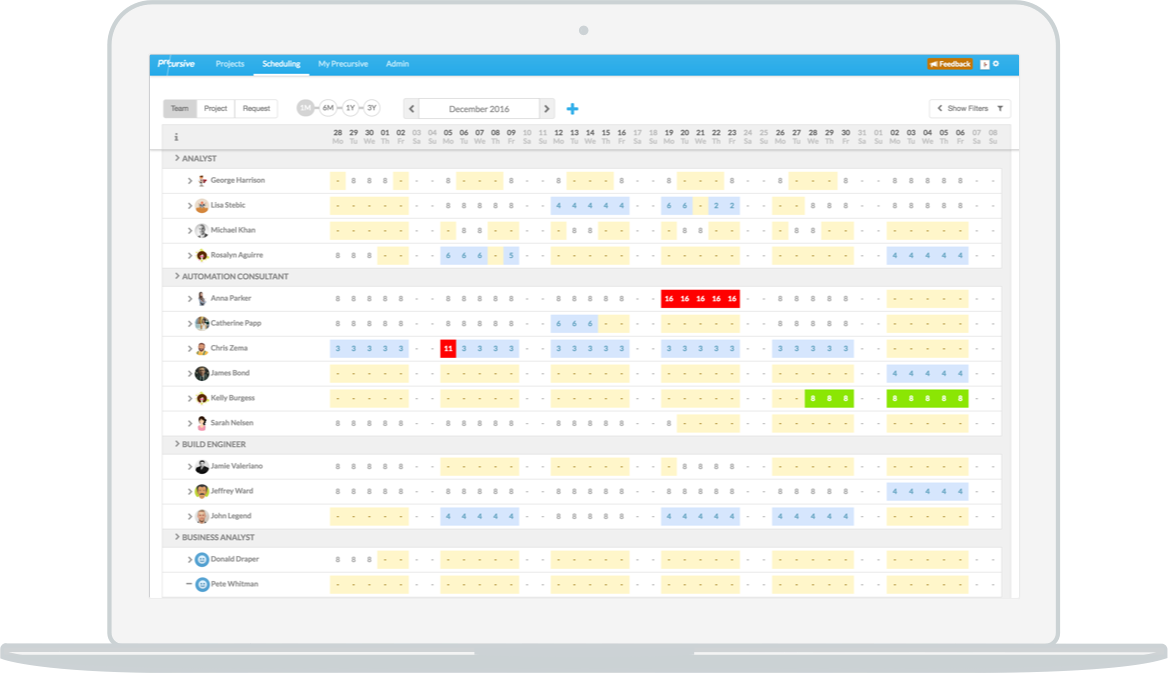 Precursive Projects Scheduling My Precursive Admin Feedback
Team Project Request 1M 6M 1Y 3Y December 2016 Show Filters
28 29 30 01 02 03 04 05 06 07 08 09 10 11 12 13 14 15 16 17 18 19 20 21 22 23 24 25 26 27 28 29 30 31 01 02 03 04 05 06 07 08
i Mo Tu We Th Fr Sa Su Mo Tu We Th Fr Sa Su Mo Tu We Th Fr Sa Su Mo Tu We Th Fr Sa Su Mo Tu We Th Fr Sa Su Mo Tu We Th Fr Sa Su
ANALYST
George Harrison - 8 8 8 - - - 8 - - - 8 - - 8 - - - 8 - - 8 - - - 8 - - 8 - - - 8 - - 8 8 8 8 8 - -
Lisa Stebic - - - - - - - 8 8 8 8 8 - - 4 4 4 4 4 - - 6 6 - 2 2 - - - - 8 8 8 - - 8 8 8 8 8 - -
Michael Khan - - - - - - - - 8 8 - - - - - 8 8 - - - - - 8 8 - - - - - 8 8 - - - - - - - - - - -
Rosalyn Aguirre 8 8 8 - - - - 6 6 6 - 5 - - - - - - - - - - - - - - - - - - - - - - - 4 4 4 4 4 - -
AUTOMATION CONSULTANT
Anna Parker 8 8 8 8 8 - - 8 8 8 8 8 - - 8 8 8 8 8 - - 16 16 16 16 16 - - 8 8 8 8 8 - - - - - - - - -
Catherine Papp 8 8 8 8 8 - - 8 8 8 8 8 - - 6 6 6 - - - - - - - - - - - 8 8 8 8 8 - - - - - - - - -
Chris Zema 3 3 3 3 3 - - 11 3 3 3 3 - - 3 3 3 3 3 - - 3 3 3 3 3 - - 3 3 3 3 3 - - - - - - - - -
James Bond - - - - - - - - - - - - - - - - - - - - - - - - - - - - - - - - - - - 4 4 4 4 4 - -
Kelly Burgess - - - - - - - - - - - - - - - - - - - - - - - - - - - - - - 8 8 8 - - 8 8 8 8 8 - -
Sarah Nelsen 8 8 8 8 8 - - 8 8 8 8 8 - - 8 8 8 8 8 - - 8 - - - - - - - - - - - - - - - - - - - -
BUILD ENGINEER
Jamie Valeriano 8 8 8 8 8 - - - - - - - - - - - - - - - - - 8 8 8 8 - - - - - - - - - - - - - - - -
Jeffrey Ward 8 8 8 8 8 - - 8 8 8 8 8 - - 8 8 8 8 8 - - 8 8 8 8 8 - - 8 8 8 8 8 - - 4 4 4 4 4 - -
John Legend - - - - - - - 4 4 4 4 4 - - 8 8 8 8 8 - - 4 4 4 4 4 - - 4 4 4 4 4 - - - - - - - - -
BUSINESS ANALYST
Donald Draper 8 8 8 - - - - - - - - - - - - - - - - - - - - - - - - - - - - - - - - - - - - - - -
Pete Whitman - - - - - - - - - - - - - - - - - - - - - - - - - - - - - - - - - - - - - - - - - -